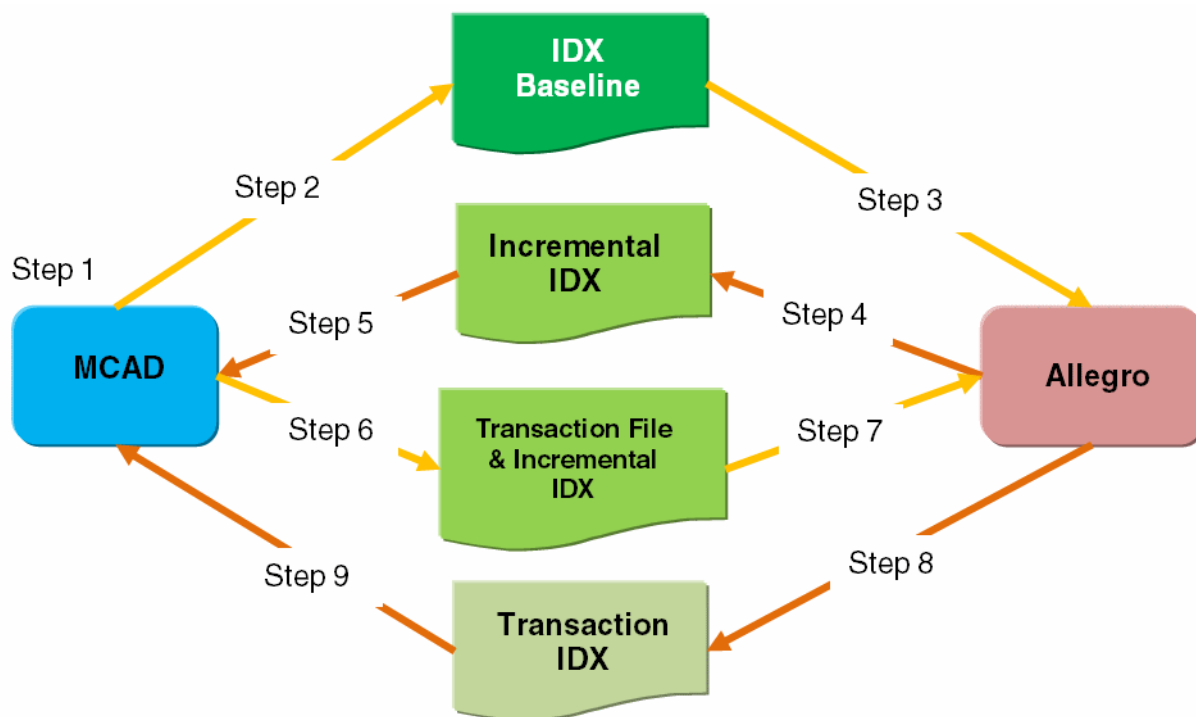 IDX
Baseline
Step 2
Step 3
Incremental
IDX
Step 1
Step 5
Step 4
MCAD
Allegro
Step 6
Transaction File
& Incremental
IDX
Step 7
Step 9
Step 8
Transaction
IDX